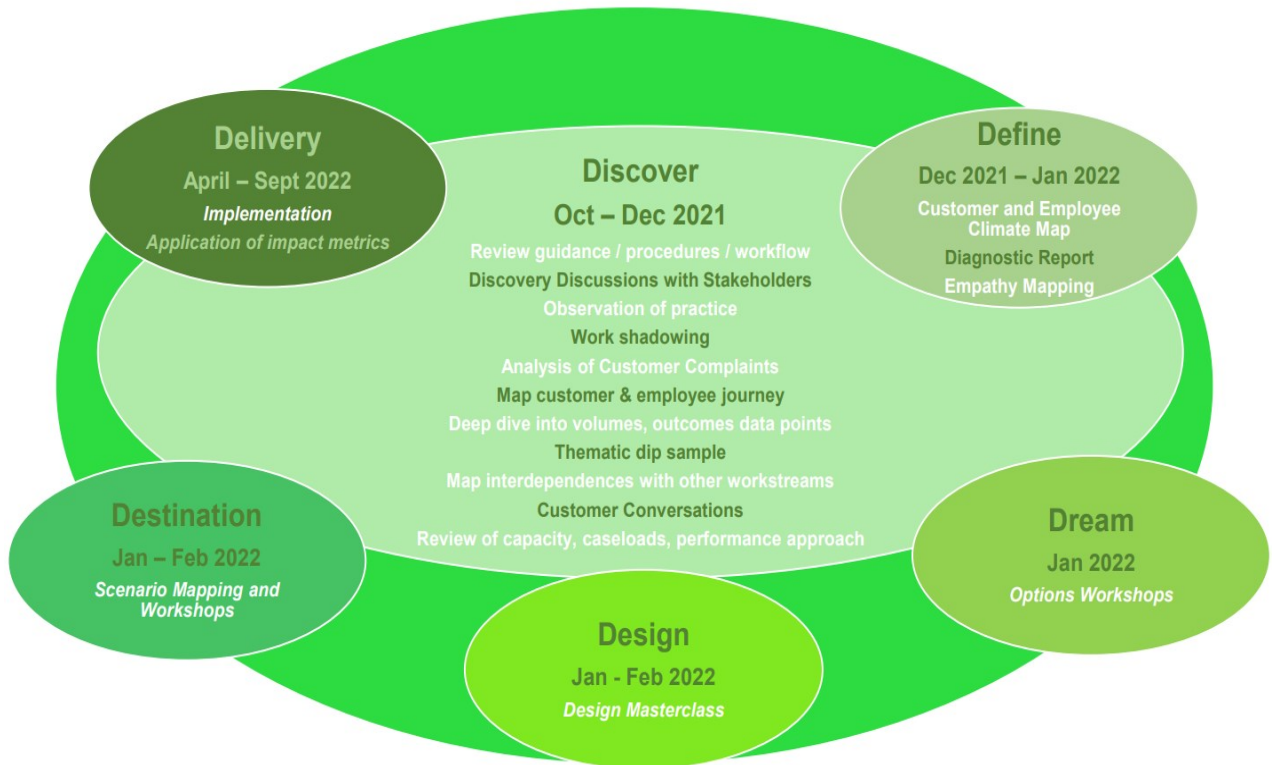 Delivery
April – Sept 2022
Implementation
Application of impact metrics
Discover
Oct – Dec 2021
Review guidance / procedures / workflow
Discovery Discussions with Stakeholders
Observation of practice
Work shadowing
Analysis of Customer Complaints
Map customer & employee journey
Deep dive into volumes, outcomes data points
Thematic dip sample
Map interdependences with other workstreams
Customer Conversations
Review of capacity, caseloads, performance approach
Define
Dec 2021 – Jan 2022
Customer and Employee
Climate Map
Diagnostic Report
Empathy Mapping
Dream
Jan 2022
Options Workshops
Design
Jan - Feb 2022
Design Masterclass
Destination
Jan – Feb 2022
Scenario Mapping and
Workshops